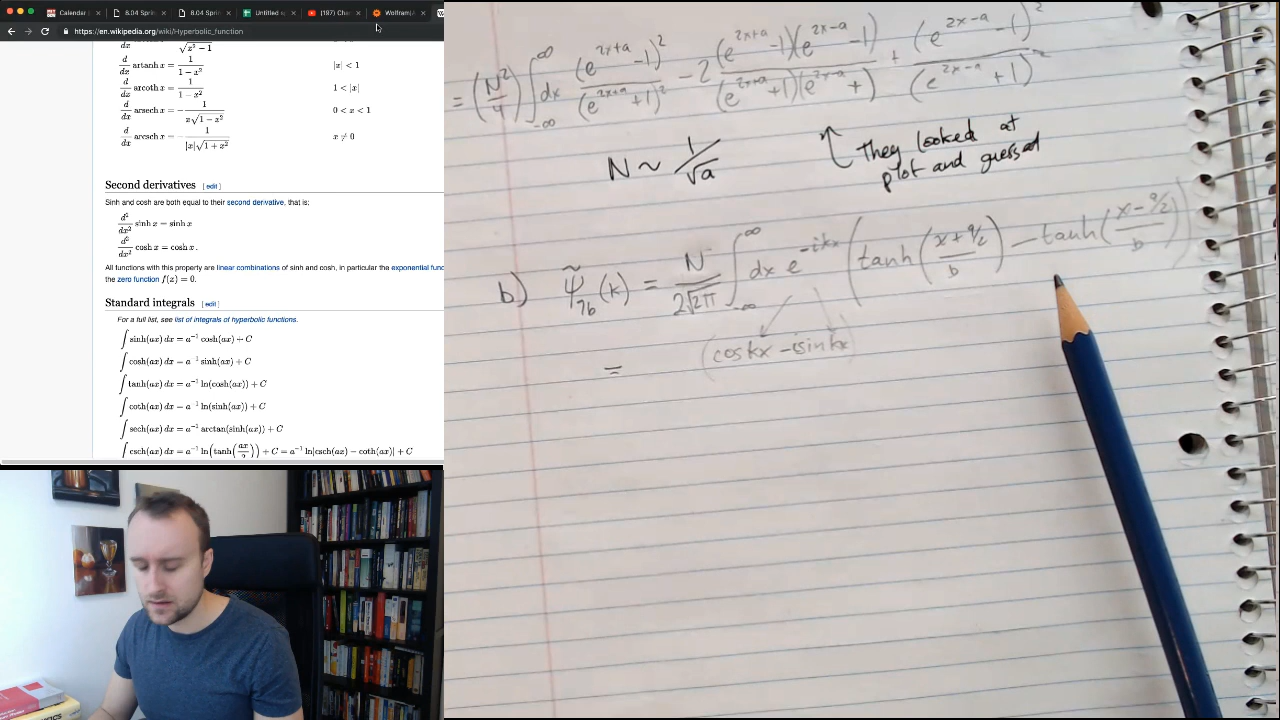 Calendar
8.04 Sprin
8.04 Sprin
Untitled
(197) Cha
Wolfram|A
https://en.wikipedia.org/wiki/Hyperbolic_function
√x² − 1
d/dx artanh x = 1/(1−x²) |x| < 1
d/dx arcoth x = 1/(1−x²) 1 < |x|
d/dx arsech x = −1/(x√(1−x²)) 0 < x < 1
d/dx arcsch x = −1/(|x|√(1+x²)) x ≠ 0
Second derivatives [ edit ]
Sinh and cosh are both equal to their second derivative, that is:
d²/dx² sinh x = sinh x
d²/dx² cosh x = cosh x.
All functions with this property are linear combinations of sinh and cosh, in particular the exponential
the zero function f(x) = 0.
Standard integrals [ edit ]
For a full list, see list of integrals of hyperbolic functions.
∫ sinh(ax) dx = a⁻¹ cosh(ax) + C
∫ cosh(ax) dx = a⁻¹ sinh(ax) + C
∫ tanh(ax) dx = a⁻¹ ln(cosh(ax)) + C
∫ coth(ax) dx = a⁻¹ ln(sinh(ax)) + C
∫ sech(ax) dx = a⁻¹ arctan(sinh(ax)) + C
∫ csch(ax) dx = a⁻¹ ln(tanh(ax/2)) + C = a⁻¹ ln|csch(ax) − coth(ax)| + C
= (N²/4) ∫_{-∞}^{∞} dx (e^{2x+a} −1)²/(e^{2x+a} +1)² − 2 (e^{2x+a} −1)(e^{2x−a} −1)/(e^{2x+a} +1)(e^{2x−a} +) + (e^{2x−a} −1)²/(e^{2x−a} +1)²
N ~ 1/√a
They looked at
plot and guessed
b) ψ̃_{7b}(k) = N/(2√2π) ∫_{-∞}^{∞} dx e^{−ikx} (tanh((x + a/2)/b) − tanh((x − a/2)/b))
(cos kx − i sin kx)
=